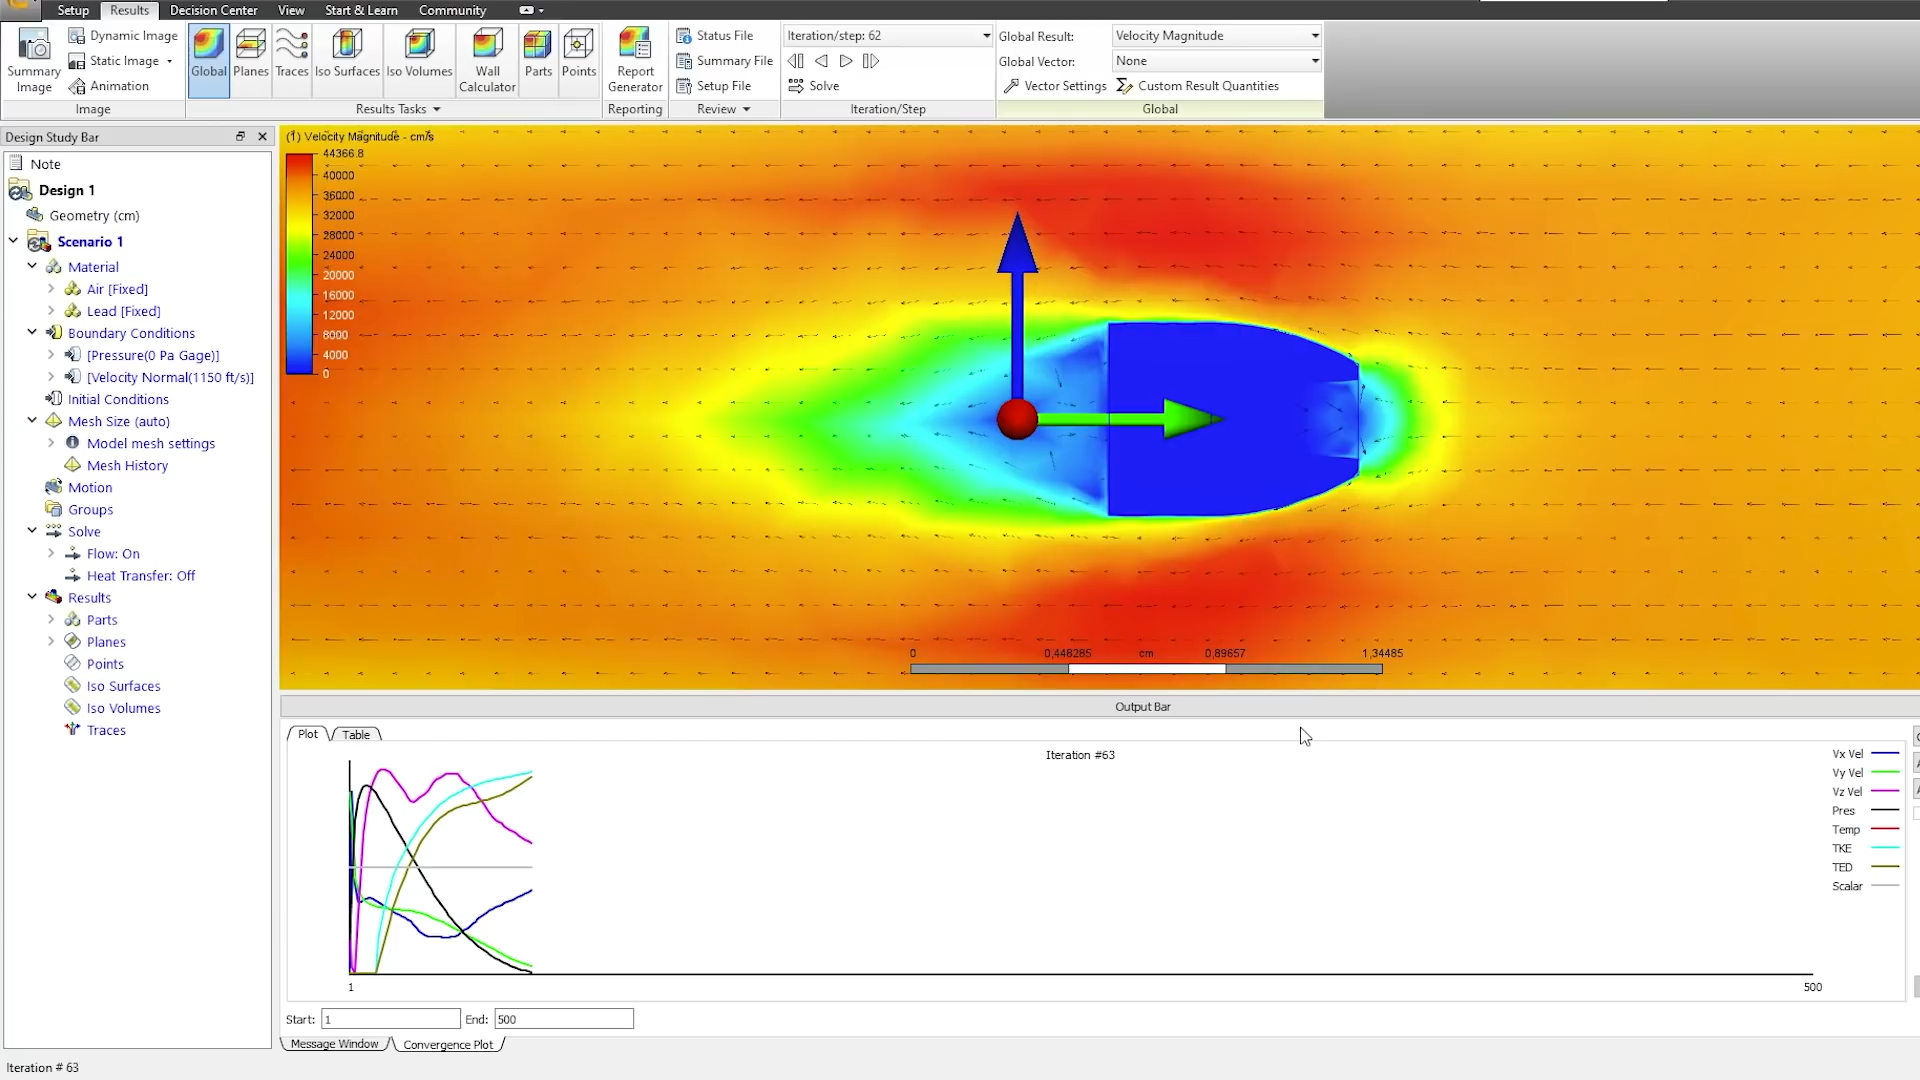 Setup Results Decision Center View Start & Learn Community
Summary Image
Dynamic Image
Static Image
Animation
Image
Global
Planes
Traces
Iso Surfaces
Iso Volumes
Wall Calculator
Parts
Points
Results Tasks
Report Generator
Reporting
Status File
Summary File
Setup File
Review
Iteration/step: 62
Solve
Iteration/Step
Global Result: Velocity Magnitude
Global Vector: None
Vector Settings Custom Result Quantities
Global
Design Study Bar
Note
Design 1
Geometry (cm)
Scenario 1
Material
Air [Fixed]
Lead [Fixed]
Boundary Conditions
[Pressure(0 Pa Gage)]
[Velocity Normal(1150 ft/s)]
Initial Conditions
Mesh Size (auto)
Model mesh settings
Mesh History
Motion
Groups
Solve
Flow: On
Heat Transfer: Off
Results
Parts
Planes
Points
Iso Surfaces
Iso Volumes
Traces
(1) Velocity Magnitude - cm/s
44366.8
40000
36000
32000
28000
24000
20000
16000
12000
8000
4000
0
0 0,448285 cm 0,89657 1,34485
Output Bar
Plot Table
Iteration #63
Vx Vel
Vy Vel
Vz Vel
Pres
Temp
TKE
TED
Scalar
1 500
Start: 1 End: 500
Message Window Convergence Plot
Iteration # 63